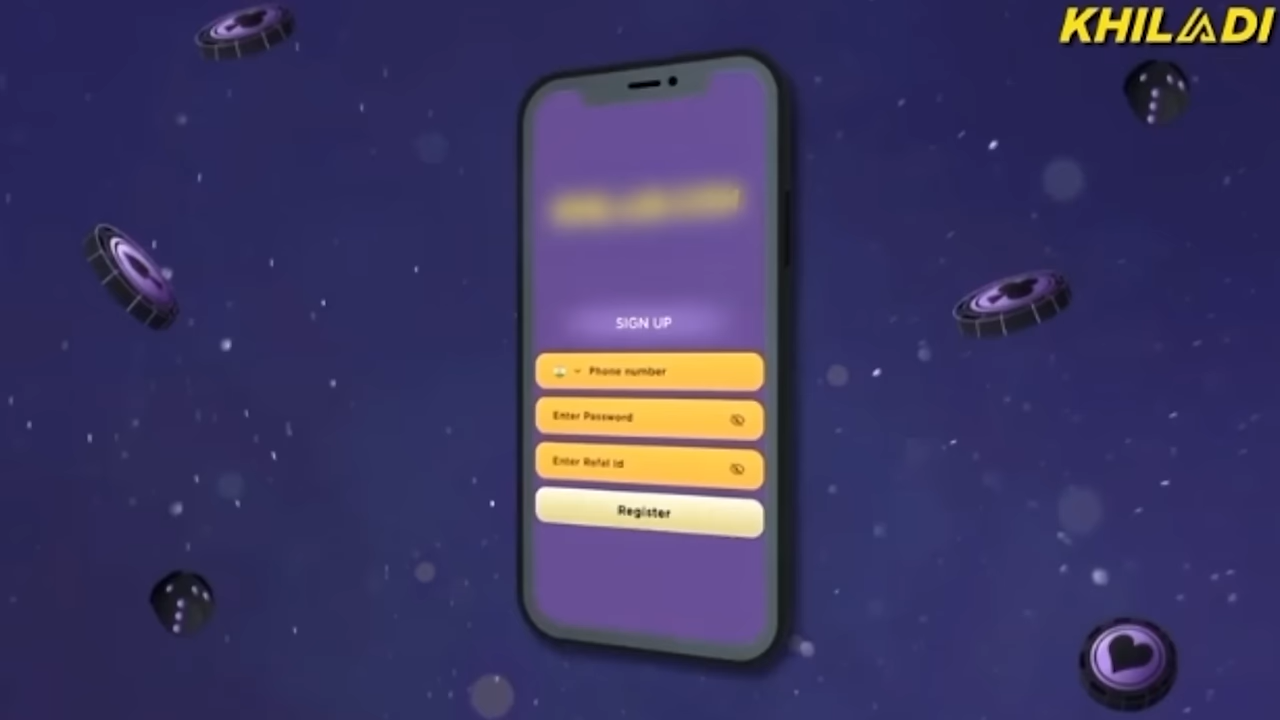 KHILADI
SIGN UP
Phone number
Enter Password
Enter Refal Id
Register